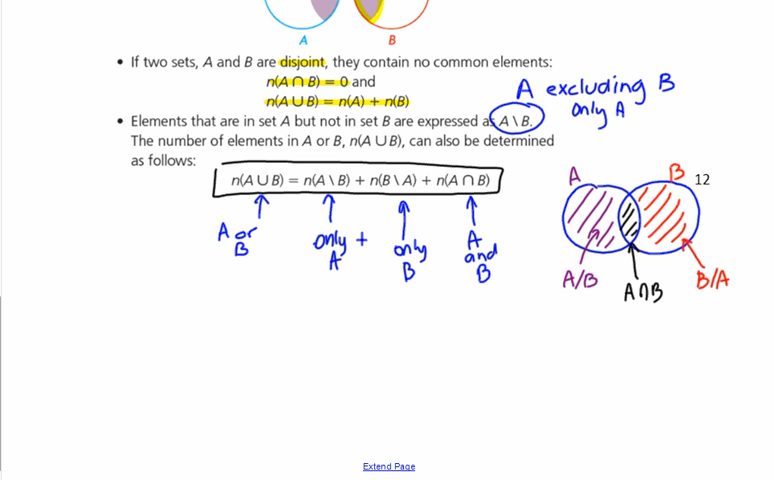 A
B
• If two sets, A and B are disjoint, they contain no common elements:
n(A ∩ B) = 0 and
n(A ∪ B) = n(A) + n(B)
A excluding B
only A
• Elements that are in set A but not in set B are expressed as A \ B.
The number of elements in A or B, n(A ∪ B), can also be determined
as follows:
n(A ∪ B) = n(A \ B) + n(B \ A) + n(A ∩ B)
A or
B
only +
A
only
B
A
and
B
A
B
12
A/B
A∩B
B/A
Extend Page